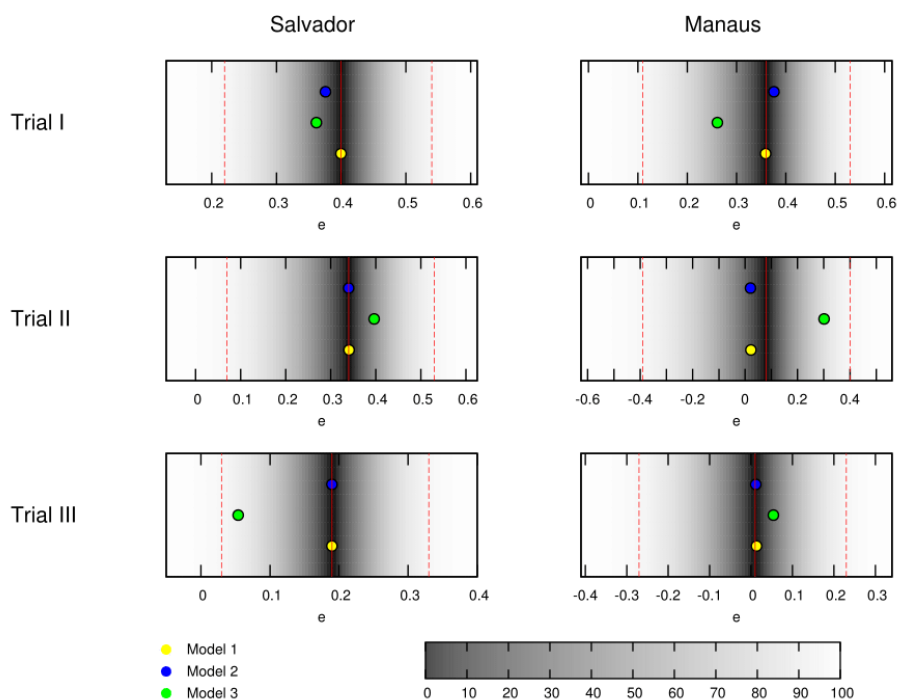 Salvador Manaus
Trial I
0.2 0.3 0.4 0.5 0.6 0 0.1 0.2 0.3 0.4 0.5 0.6
e e
Trial II
0 0.1 0.2 0.3 0.4 0.5 0.6 -0.6 -0.4 -0.2 0 0.2 0.4
e e
Trial III
0 0.1 0.2 0.3 0.4 -0.4 -0.3 -0.2 -0.1 0 0.1 0.2 0.3
e e
Model 1
Model 2
Model 3
0 10 20 30 40 50 60 70 80 90 100